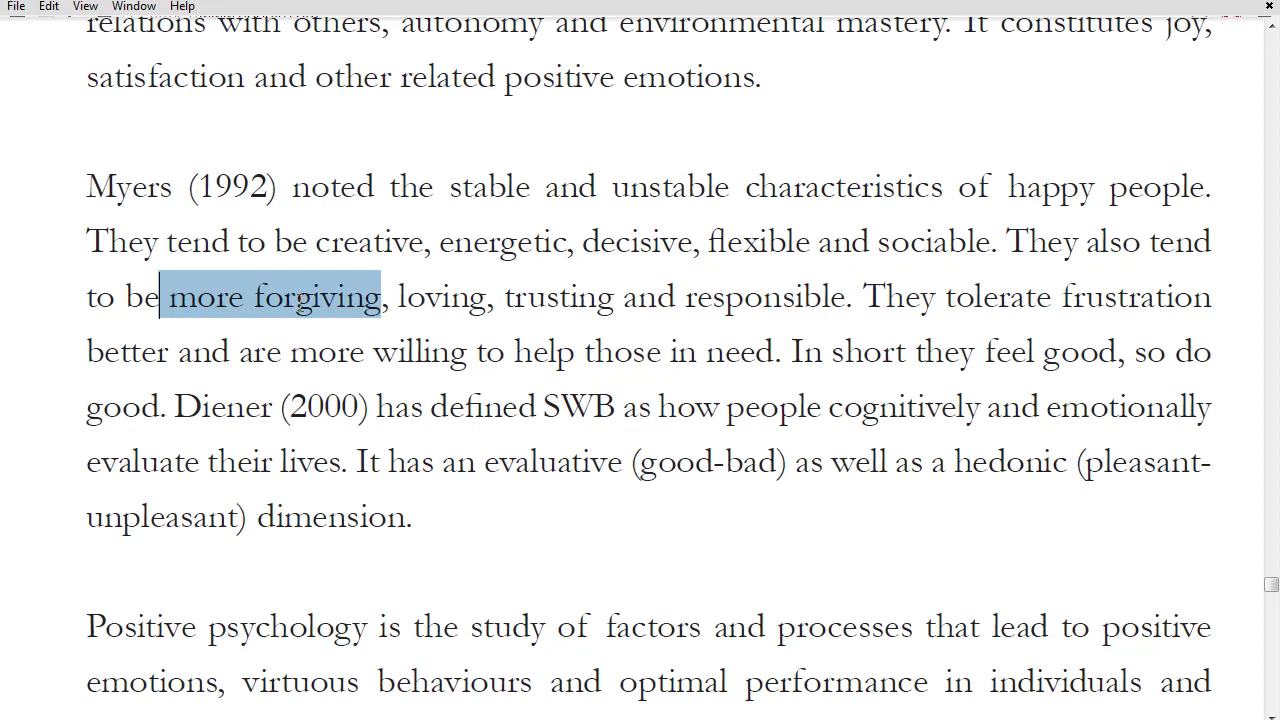 File Edit View Window Help
relations with others, autonomy and environmental mastery. It constitutes joy,
satisfaction and other related positive emotions.
Myers (1992) noted the stable and unstable characteristics of happy people.
They tend to be creative, energetic, decisive, flexible and sociable. They also tend
to be more forgiving, loving, trusting and responsible. They tolerate frustration
better and are more willing to help those in need. In short they feel good, so do
good. Diener (2000) has defined SWB as how people cognitively and emotionally
evaluate their lives. It has an evaluative (good-bad) as well as a hedonic (pleasant-
unpleasant) dimension.
Positive psychology is the study of factors and processes that lead to positive
emotions, virtuous behaviours and optimal performance in individuals and